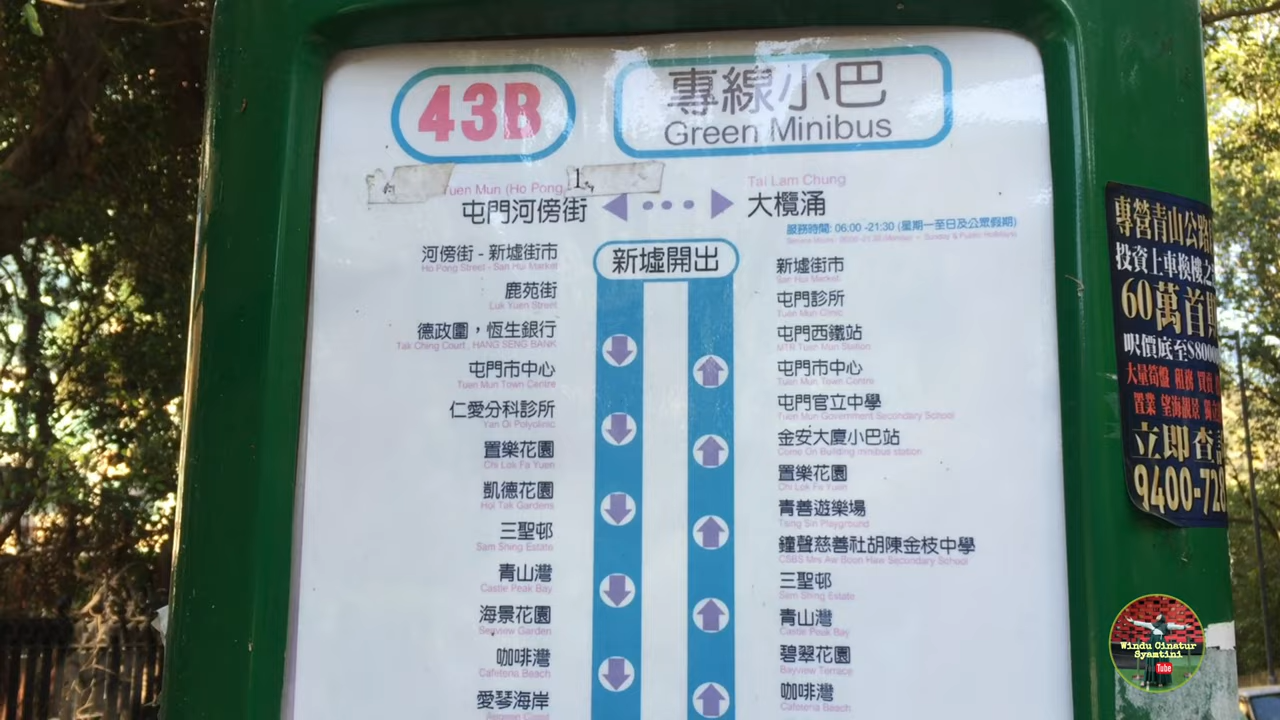 43B
專線小巴
Green Minibus
Tuen Mun (Ho Pong
1,
屯門河傍街
Tai Lam Chung
大欖涌
服務時間: 06:00 -21:30 (星期一至日及公眾假期)
新墟開出
河傍街 - 新墟街市
Ho Pong Street - San Hui Market
鹿苑街
Luk Yuen Street
德政圍，恆生銀行
Tak Ching Court , HANG SENG BANK
屯門市中心
Tuen Mun Town Centre
仁愛分科診所
Yan Oi Polyclinic
置樂花園
Chi Lok Fa Yuen
凱德花園
Hoi Tak Gardens
三聖邨
Sam Shing Estate
青山灣
Castle Peak Bay
海景花園
Seaview Garden
咖啡灣
Cafeteria Beach
愛琴海岸
新墟街市
San Hui Market
屯門診所
Tuen Mun Clinic
屯門西鐵站
MTR Tuen Mun Station
屯門市中心
Tuen Mun Town Centre
屯門官立中學
Tuen Mun Government Secondary School
金安大廈小巴站
Come On Building minibus station
置樂花園
Chi Lok Fa Yuen
青善遊樂場
Tsing Sin Playground
鐘聲慈善社胡陳金枝中學
CSBS Mrs Aw Boon Haw Secondary School
三聖邨
Sam Shing Estate
青山灣
Castle Peak Bay
碧翠花園
Bayview Terrace
咖啡灣
Cafeteria Beach
專營青山公路
投資上車換樓之
60萬首
呎價底至$8000
大量筍盤 租務 買賣
置業 望海靚景
立即查
9400-728
Windu Cinatur
Syamtini
Tube